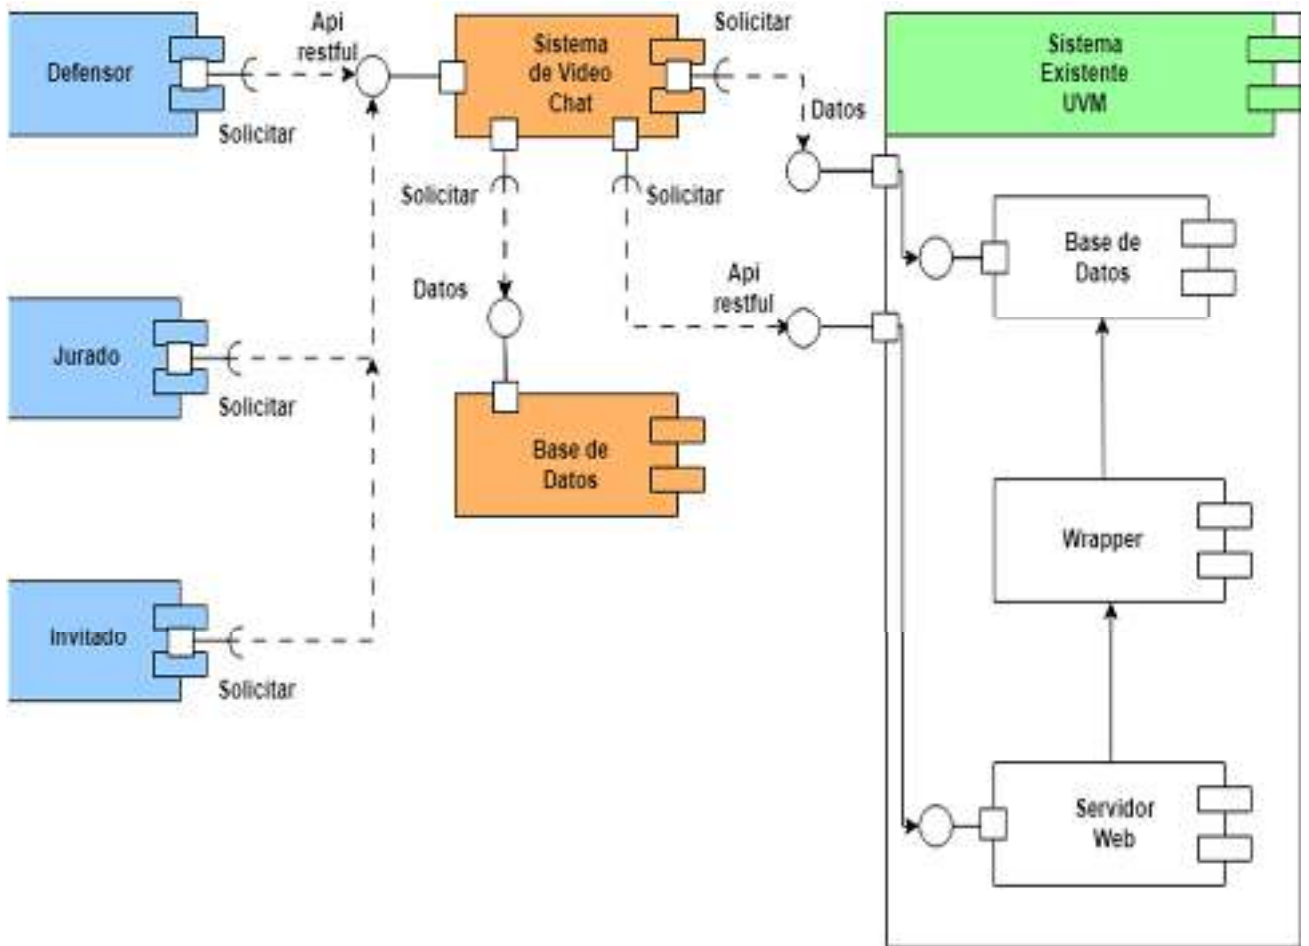 Defensor
Solicitar
Api
restful
Sistema
de Video
Chat
Solicitar
Datos
Sistema
Existente
UVM
Solicitar
Solicitar
Datos
Api
restful
Base de
Datos
Jurado
Solicitar
Base de
Datos
Wrapper
Invitado
Solicitar
Servidor
Web